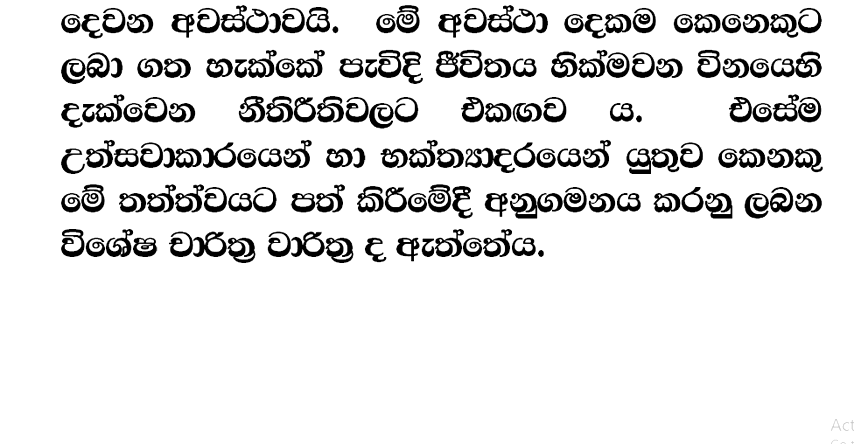 දෙවන අවස්ථාවයි. මේ අවස්ථා දෙකම කෙනෙකුට
ලබා ගත හැක්කේ පැවිදි ජීවිතය හික්මවන විනයෙහි
දැක්වෙන නීතිරීතිවලට එකඟව ය. එසේම
උත්සවාකාරයෙන් හා භක්ත්‍යාදරයෙන් යුතුව කෙනකු
මේ තත්ත්වයට පත් කිරීමේදී අනුගමනය කරනු ලබන
විශේෂ චාරිත්‍ර වාරිත්‍ර ද ඇත්තේය.
Act